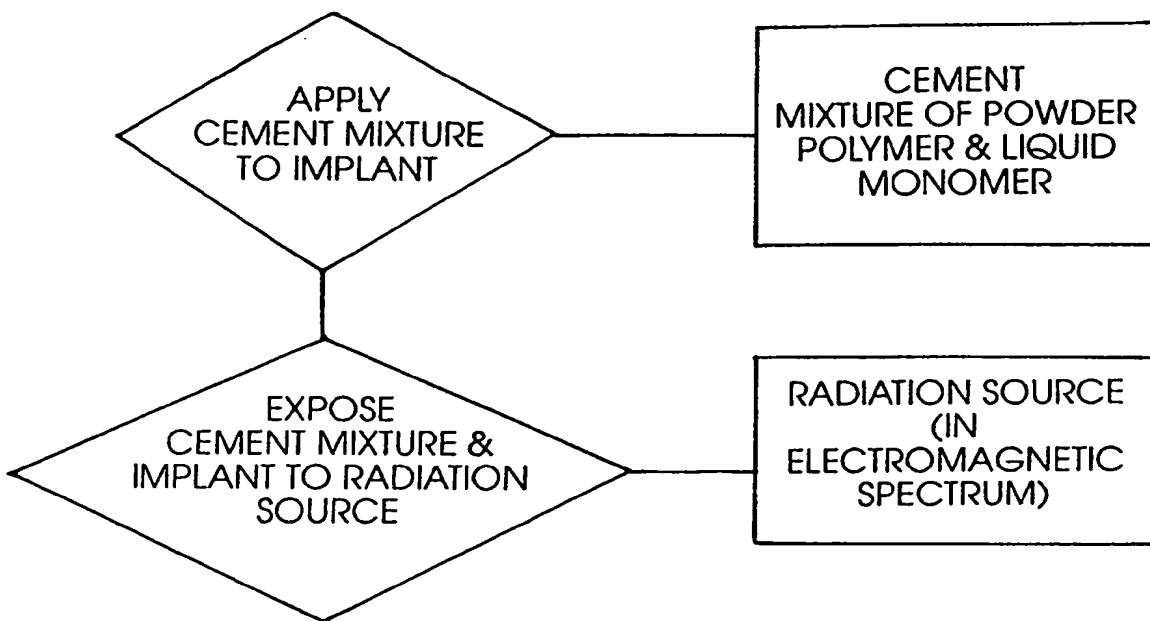 APPLY
CEMENT MIXTURE
TO IMPLANT
CEMENT
MIXTURE OF POWDER
POLYMER & LIQUID
MONOMER
EXPOSE
CEMENT MIXTURE &
IMPLANT TO RADIATION
SOURCE
RADIATION SOURCE
(IN
ELECTROMAGNETIC
SPECTRUM)